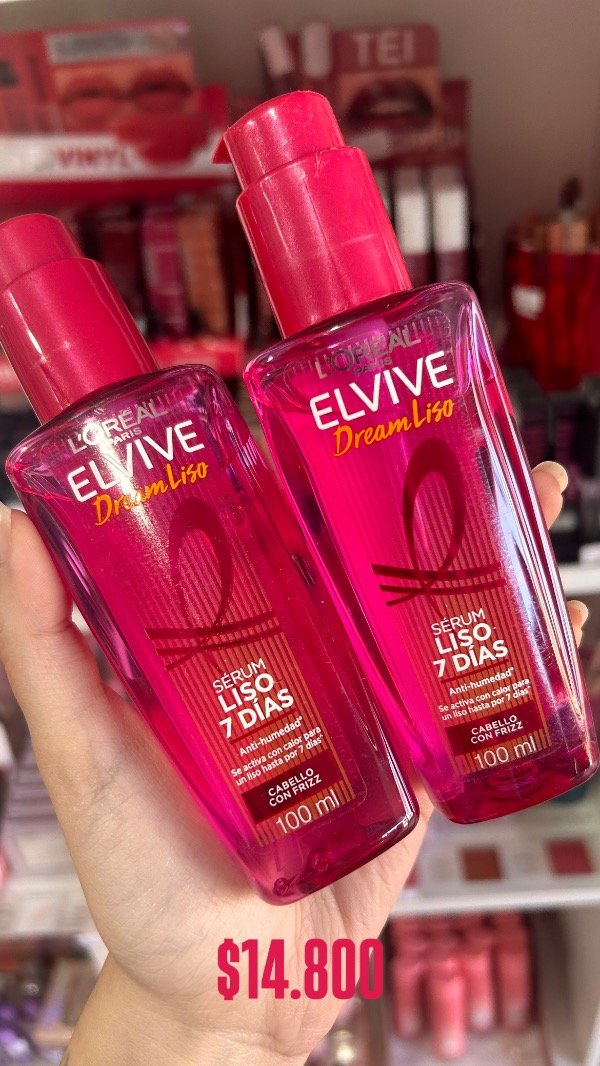 TEI
VINYL
L'ORÉAL
PARIS
ELVIVE
Dream Liso
SÉRUM
LISO
7 DÍAS
Anti-humedad*
Se activa con calor para
un liso hasta por 7 días*
CABELLO
CON FRIZZ
100 ml
L'ORÉAL
PARIS
ELVIVE
Dream Liso
SÉRUM
LISO
7 DÍAS
Anti-humedad*
Se activa con calor para
un liso hasta por 7 días*
CABELLO
CON FRIZZ
100 ml
$14.800